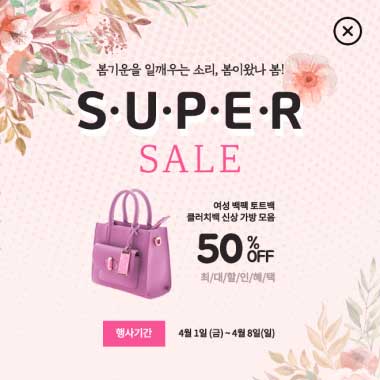 봄기운을 일깨우는 소리, 봄이왔나 봄!
S·U·P·E·R
SALE
여성 백팩 토트백
클러치백 신상 가방 모음
50% OFF
최/대/할/인/혜/택
행사기간 4월 1일 (금) ~ 4월 8일(일)